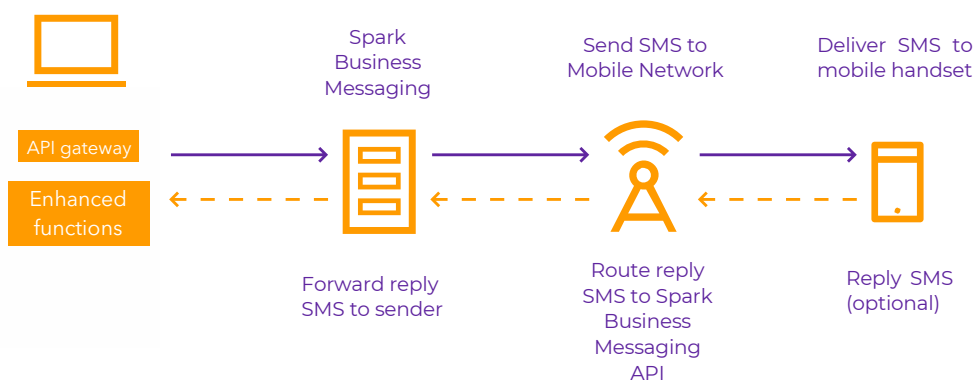 Spark
Business
Messaging
Send SMS to
Mobile Network
Deliver SMS to
mobile handset
API gateway
Enhanced
functions
Forward reply
SMS to sender
Route reply
SMS to Spark
Business
Messaging
API
Reply SMS
(optional)